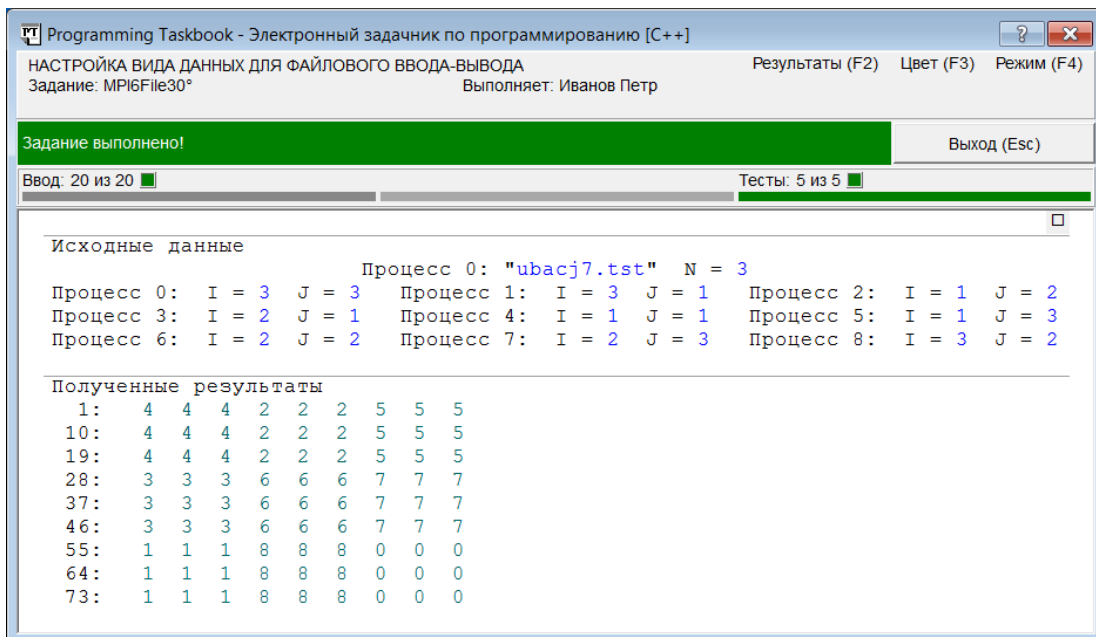 Programming Taskbook - Электронный задачник по программированию [C++]
НАСТРОЙКА ВИДА ДАННЫХ ДЛЯ ФАЙЛОВОГО ВВОДА-ВЫВОДА Результаты (F2) Цвет (F3) Режим (F4)
Задание: MPI6File30° Выполняет: Иванов Петр
Задание выполнено! Выход (Esc)
Ввод: 20 из 20 Тесты: 5 из 5
Исходные данные
Процесс 0: "ubacj7.tst" N = 3
Процесс 0: I = 3 J = 3 Процесс 1: I = 3 J = 1 Процесс 2: I = 1 J = 2
Процесс 3: I = 2 J = 1 Процесс 4: I = 1 J = 1 Процесс 5: I = 1 J = 3
Процесс 6: I = 2 J = 2 Процесс 7: I = 2 J = 3 Процесс 8: I = 3 J = 2
Полученные результаты
1: 4 4 4 2 2 2 5 5 5
10: 4 4 4 2 2 2 5 5 5
19: 4 4 4 2 2 2 5 5 5
28: 3 3 3 6 6 6 7 7 7
37: 3 3 3 6 6 6 7 7 7
46: 3 3 3 6 6 6 7 7 7
55: 1 1 1 8 8 8 0 0 0
64: 1 1 1 8 8 8 0 0 0
73: 1 1 1 8 8 8 0 0 0